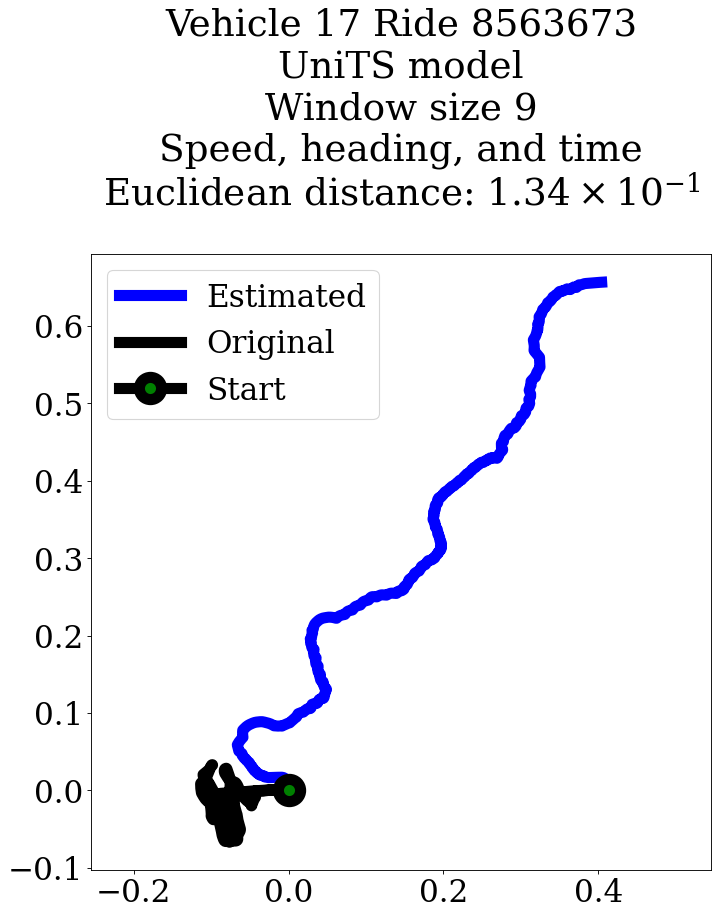 Vehicle 17 Ride 8563673
UniTS model
Window size 9
Speed, heading, and time
Euclidean distance: 1.34 × 10⁻¹
Estimated
Original
Start
0.6
0.5
0.4
0.3
0.2
0.1
0.0
−0.1
−0.2 0.0 0.2 0.4